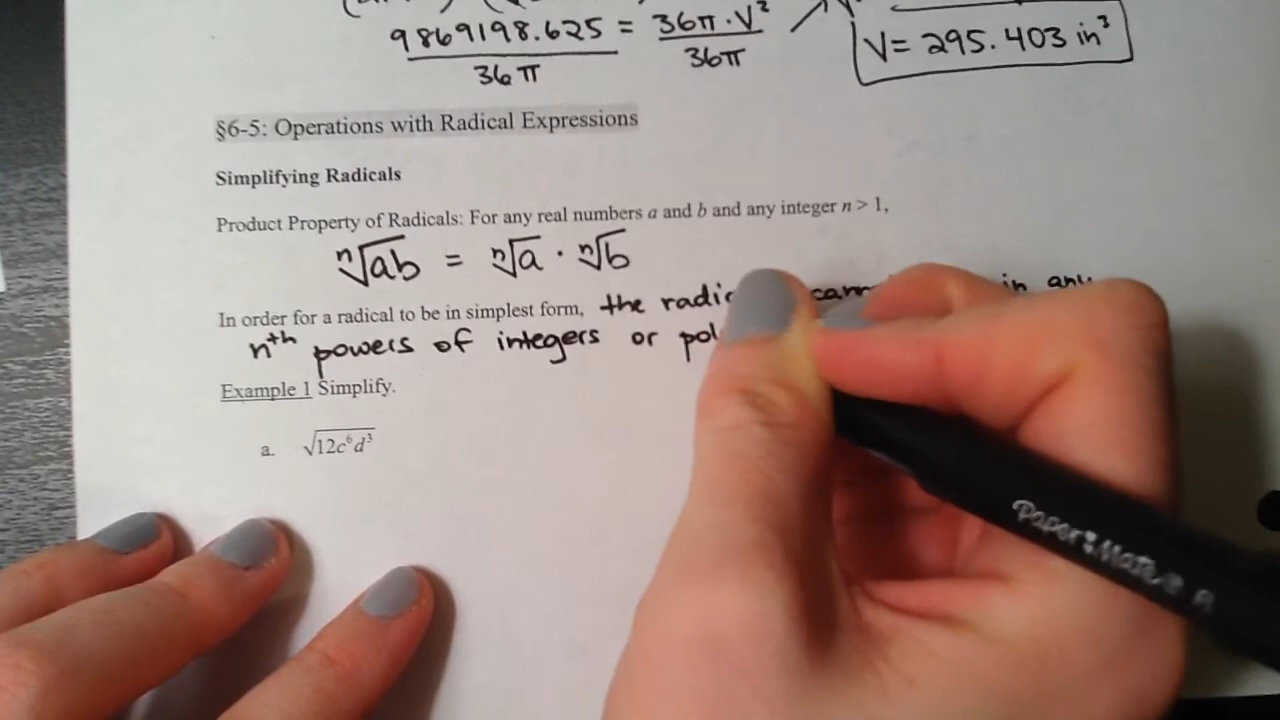 9869198.625 = 36π·V²
36π 36π
V = 295.403 in³
§6-5: Operations with Radical Expressions
Simplifying Radicals
Product Property of Radicals: For any real numbers a and b and any integer n > 1,
ⁿ√ab = ⁿ√a · ⁿ√b
In order for a radical to be in simplest form, the
nᵗʰ powers of integers or
Example 1 Simplify.
a. √12c⁶d³
Paper Mate